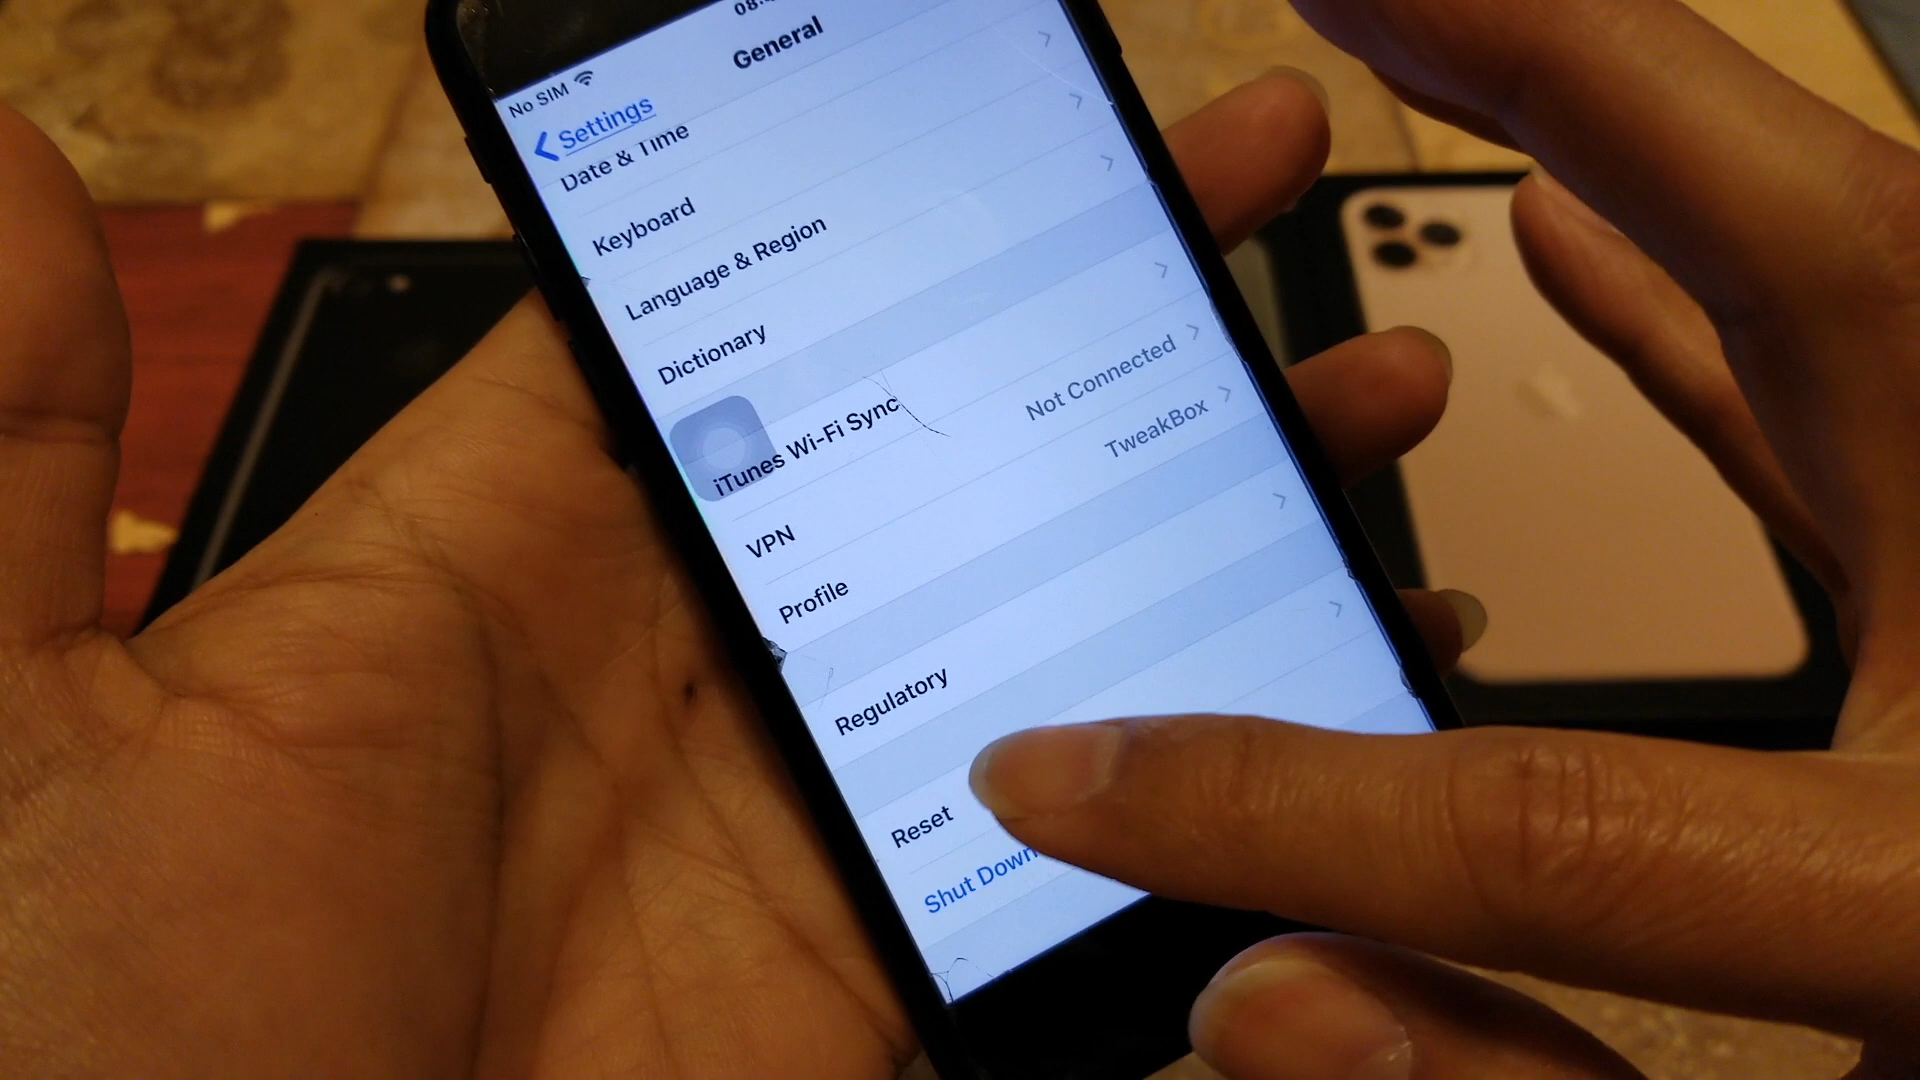 No SIM
General
Settings
Date & Time
Keyboard
Language & Region
Dictionary
iTunes Wi-Fi Sync
VPN Not Connected
Profile TweakBox
Regulatory
Reset
Shut Down